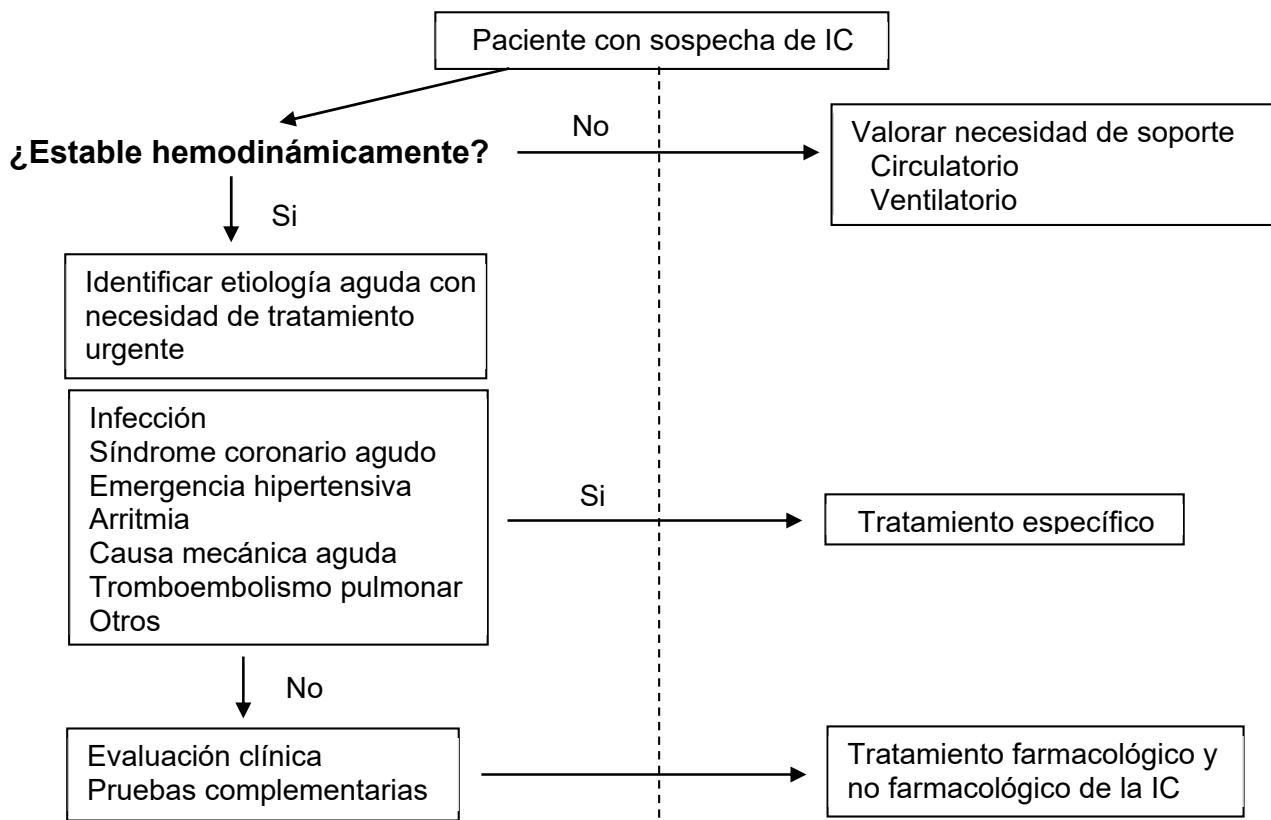 Paciente con sospecha de IC
No
¿Estable hemodinámicamente?
Valorar necesidad de soporte
Circulatorio
Ventilatorio
Si
Identificar etiología aguda con
necesidad de tratamiento
urgente
Infección
Síndrome coronario agudo
Emergencia hipertensiva
Arritmia
Causa mecánica aguda
Tromboembolismo pulmonar
Otros
Si
Tratamiento específico
No
Evaluación clínica
Pruebas complementarias
Tratamiento farmacológico y
no farmacológico de la IC